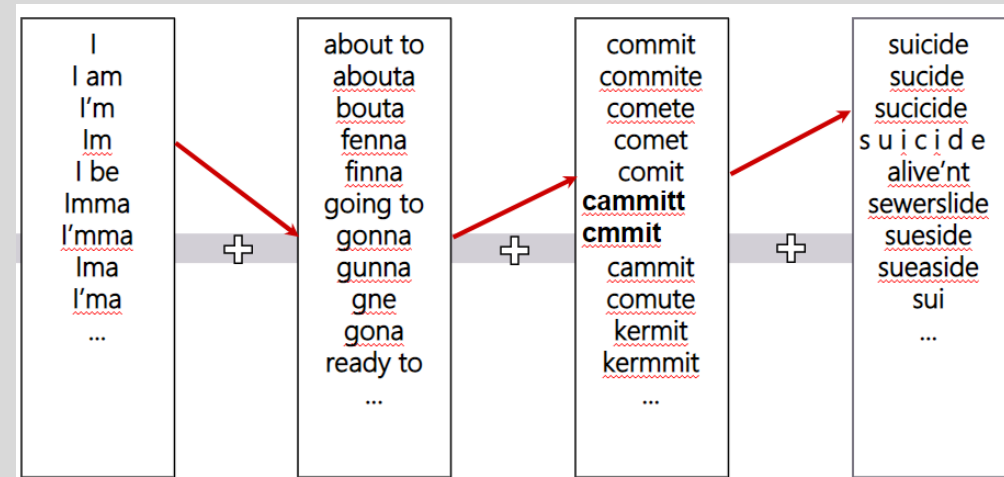 I
I am
I'm
Im
I be
Imma
I'mma
Ima
I'ma
...
about to
abouta
bouta
fenna
finna
going to
gonna
gunna
gne
gona
ready to
...
commit
commite
comete
comet
comit
cammitt
cmmit
cammit
comute
kermit
kermmit
...
suicide
sucide
sucicide
s u i c i d e
alive'nt
sewerslide
sueside
sueaside
sui
...